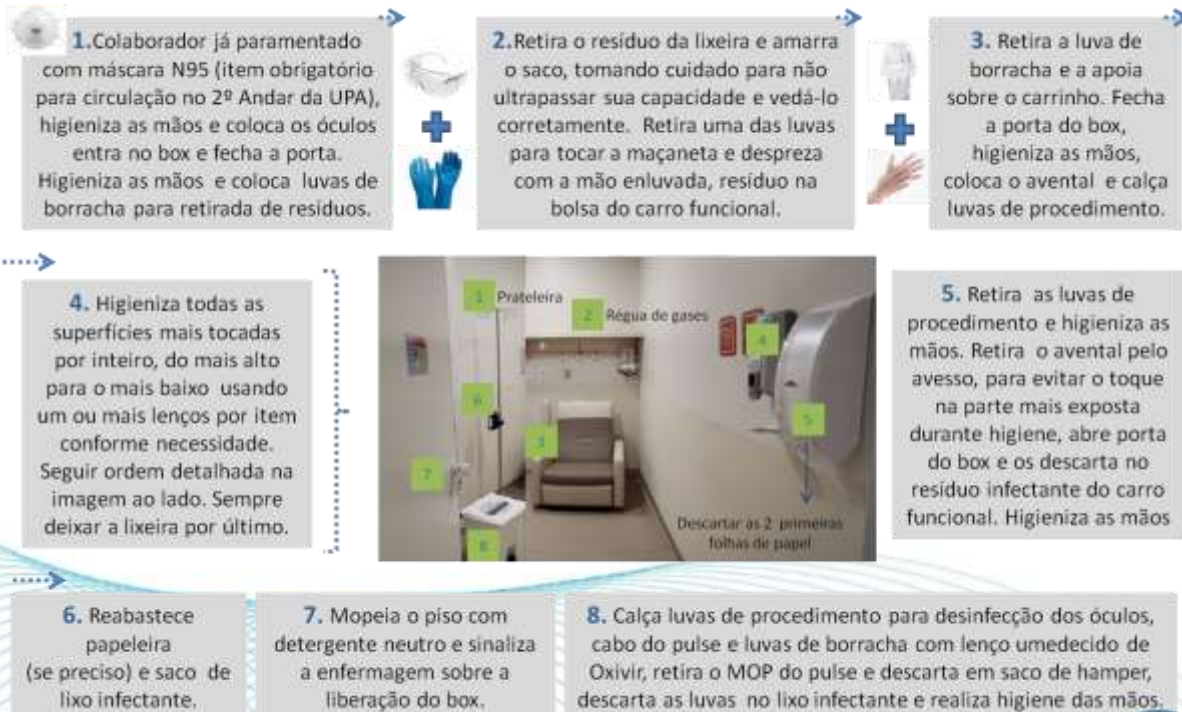 1.Colaborador já paramentado
com máscara N95 (item obrigatório
para circulação no 2º Andar da UPA),
higieniza as mãos e coloca os óculos
entra no box e fecha a porta.
Higieniza as mãos e coloca luvas de
borracha para retirada de resíduos.
2.Retira o resíduo da lixeira e amarra
o saco, tomando cuidado para não
ultrapassar sua capacidade e vedá-lo
corretamente. Retira uma das luvas
para tocar a maçaneta e despreza
com a mão enluvada, resíduo na
bolsa do carro funcional.
3. Retira a luva de
borracha e a apoia
sobre o carrinho. Fecha
a porta do box,
higieniza as mãos,
coloca o avental e calça
luvas de procedimento.
4. Higieniza todas as
superfícies mais tocadas
por inteiro, do mais alto
para o mais baixo usando
um ou mais lenços por item
conforme necessidade.
Seguir ordem detalhada na
imagem ao lado. Sempre
deixar a lixeira por último.
1 Prateleira
2 Régua de gases
4
6
3
5
7
8
Descartar as 2 primeiras
folhas de papel
5. Retira as luvas de
procedimento e higieniza as
mãos. Retira o avental pelo
avesso, para evitar o toque
na parte mais exposta
durante higiene, abre porta
do box e os descarta no
resíduo infectante do carro
funcional. Higieniza as mãos
6. Reabastece
papeleira
(se preciso) e saco de
lixo infectante.
7. Mopeia o piso com
detergente neutro e sinaliza
a enfermagem sobre a
liberação do box.
8. Calça luvas de procedimento para desinfecção dos óculos,
cabo do pulse e luvas de borracha com lenço umedecido de
Oxivir, retira o MOP do pulse e descarta em saco de hamper,
descarta as luvas no lixo infectante e realiza higiene das mãos.